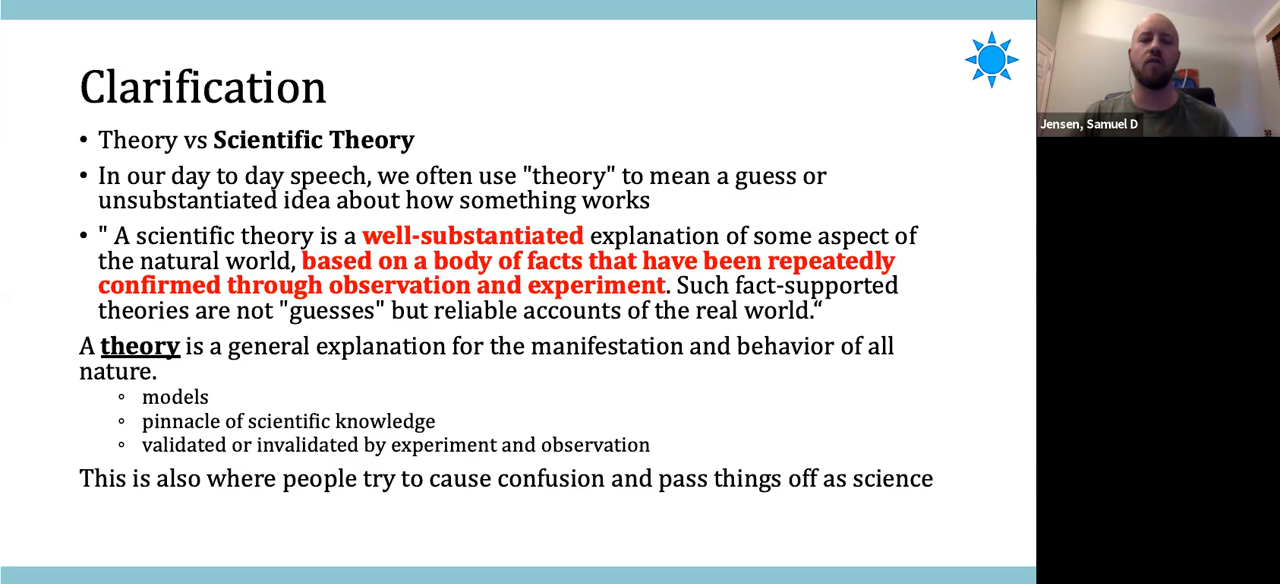 Clarification
• Theory vs Scientific Theory
• In our day to day speech, we often use "theory" to mean a guess or
unsubstantiated idea about how something works
• " A scientific theory is a well-substantiated explanation of some aspect of
the natural world, based on a body of facts that have been repeatedly
confirmed through observation and experiment. Such fact-supported
theories are not "guesses" but reliable accounts of the real world.“
A theory is a general explanation for the manifestation and behavior of all
nature.
◦ models
◦ pinnacle of scientific knowledge
◦ validated or invalidated by experiment and observation
This is also where people try to cause confusion and pass things off as science
Jensen, Samuel D